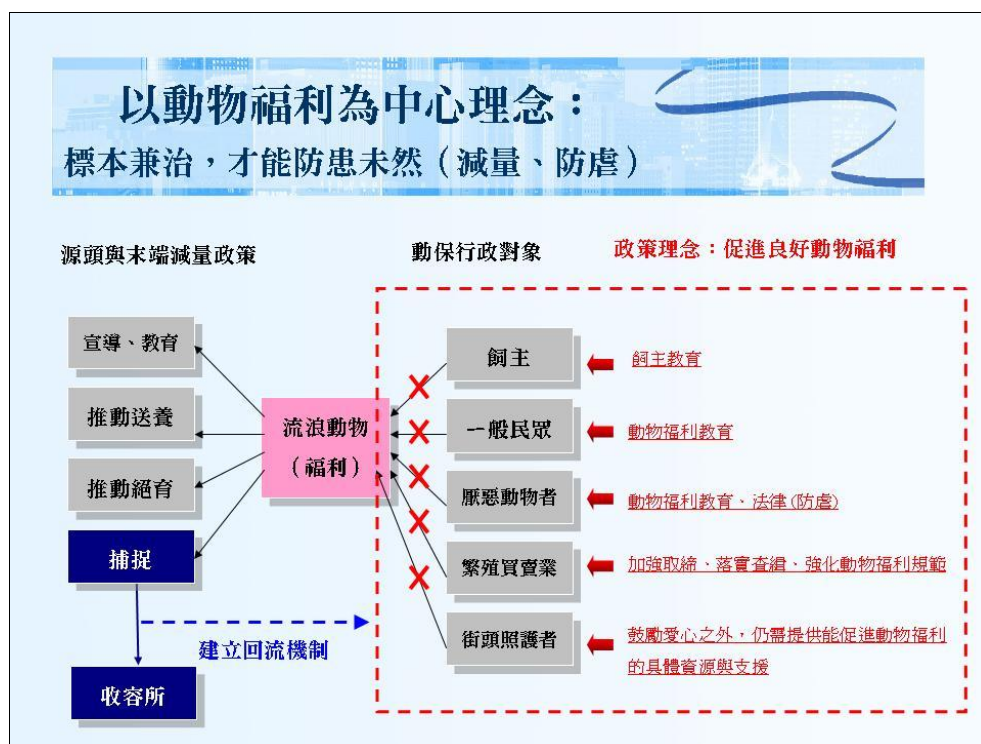 以動物福利為中心理念：
標本兼治，才能防患未然（減量、防虐）
源頭與末端減量政策
動保行政對象
政策理念：促進良好動物福利
宣導、教育
推動送養
推動絕育
捕捉
收容所
流浪動物
（福利）
建立回流機制
飼主
飼主教育
一般民眾
動物福利教育
厭惡動物者
動物福利教育、法律(防虐)
繁殖買賣業
加強取締、落實查緝、強化動物福利規範
街頭照護者
鼓勵愛心之外，仍需提供能促進動物福利
的具體資源與支援